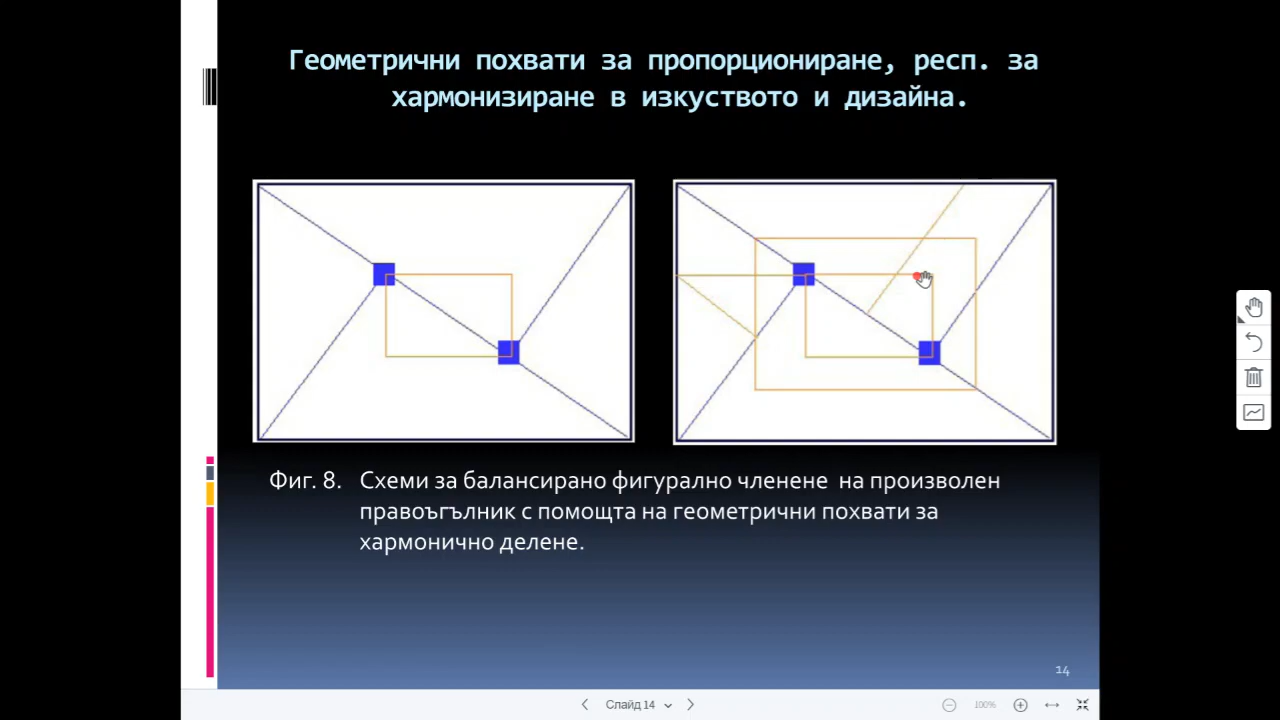 Геометрични похвати за пропорциониране, респ. за
хармонизиране в изкуството и дизайна.
Фиг. 8. Схеми за балансирано фигурално членене на произволен
правоъгълник с помощта на геометрични похвати за
хармонично делене.
14
Слайд 14
100%